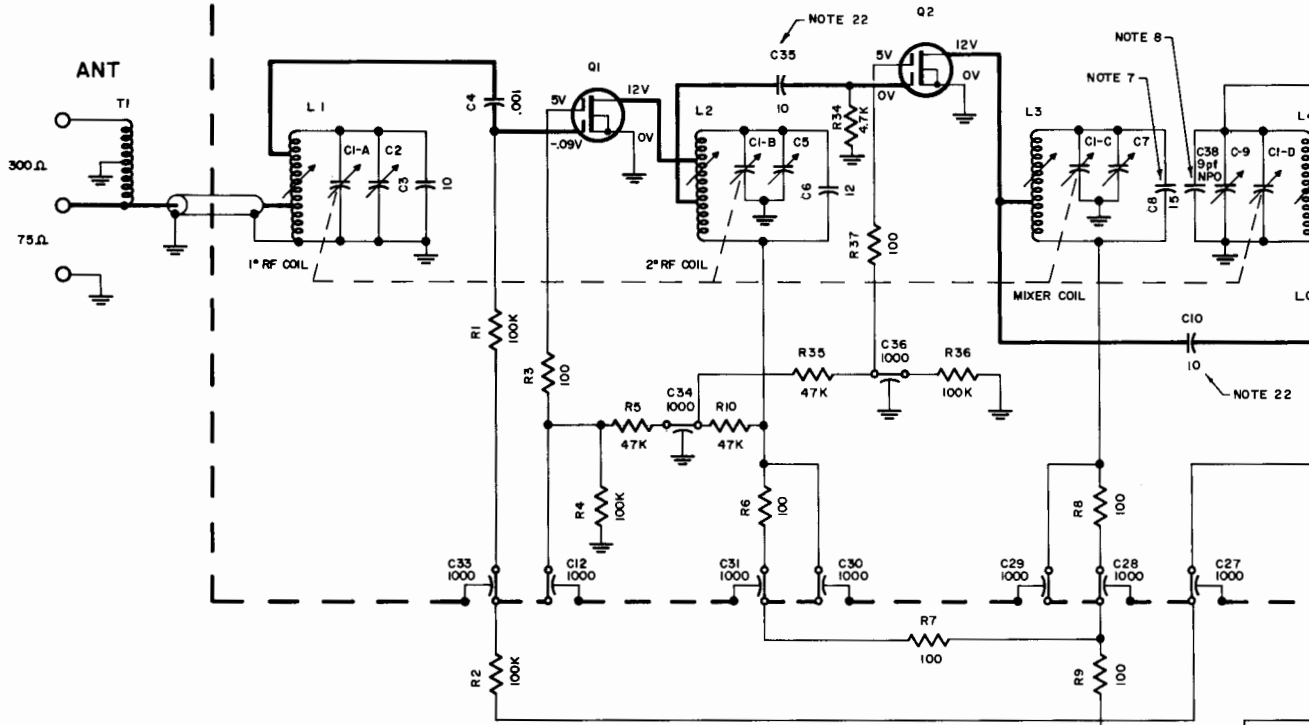 ANT
T1
300Ω
75Ω
L1
C1-A
C2
C3
10
1° RF COIL
C4
.001
Q1
5V
12V
-.09V
0V
L2
C1-B
C5
C6
12
2° RF COIL
NOTE 22
C35
10
R34
4.7K
Q2
5V
12V
0V
0V
R37
100
L3
C1-C
C7
NOTE 7
C8
15
NOTE 8
C38
9pf
NPO
C-9
C1-D
MIXER COIL
C10
10
NOTE 22
R1
100K
R3
100
R5
47K
C34
1000
R10
47K
R35
47K
C36
1000
R36
100K
R4
100K
R6
100
R8
100
C33
1000
C12
1000
C31
1000
C30
1000
C29
1000
C28
1000
C27
1000
R7
100
R2
100K
R9
100